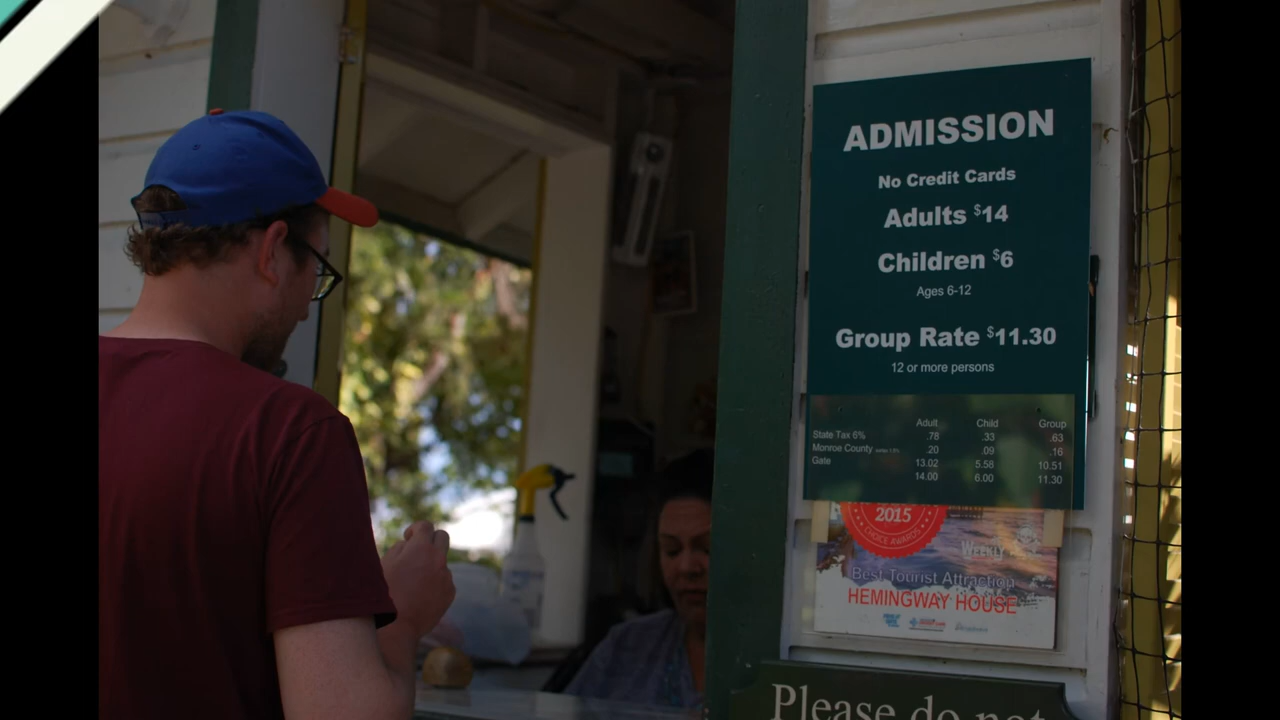 ADMISSION
No Credit Cards
Adults $14
Children $6
Ages 6-12
Group Rate $11.30
12 or more persons
Adult Child Group
State Tax 6% .78 .33 .63
Monroe County .20 .09 .16
Gate 13.02 5.58 10.51
14.00 6.00 11.30
2015
CHOICE AWARDS
WEEKLY
Best Tourist Attraction
HEMINGWAY HOUSE
Please do not